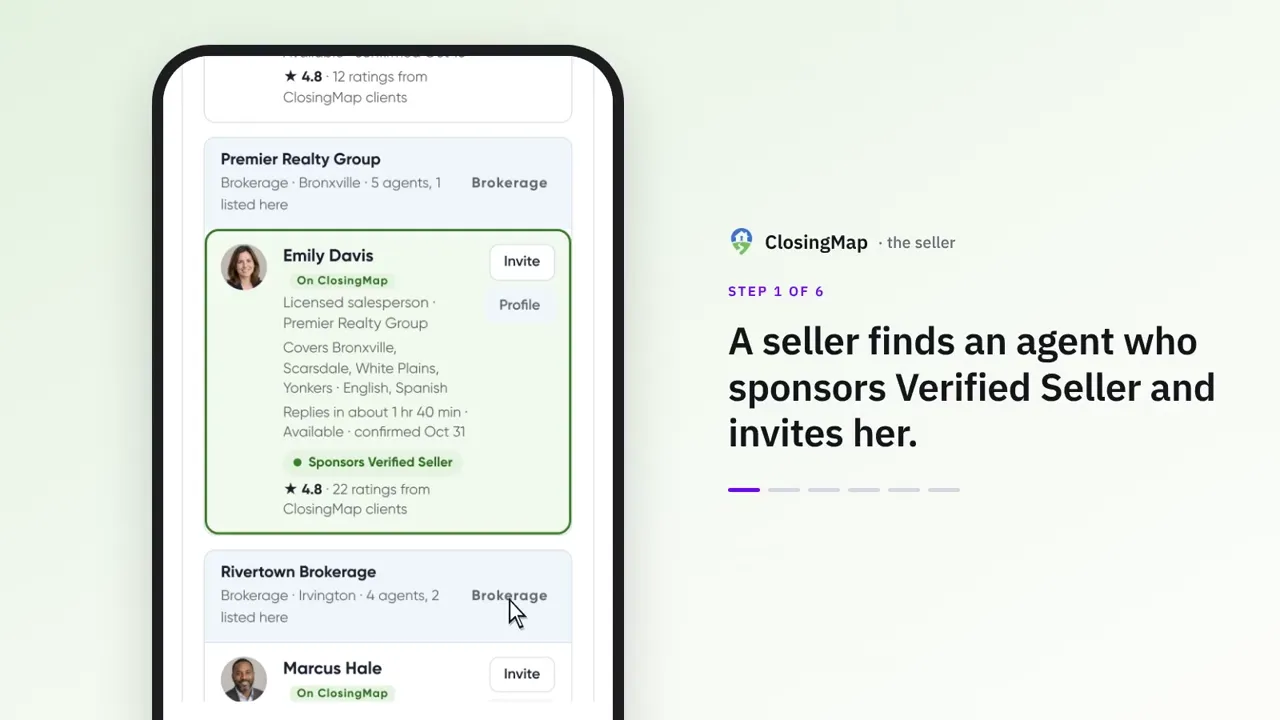 ★ 4.8 · 12 ratings from
ClosingMap clients
Premier Realty Group
Brokerage · Bronxville · 5 agents, 1
listed here
Brokerage
Emily Davis
On ClosingMap
Invite
Profile
Licensed salesperson ·
Premier Realty Group
Covers Bronxville,
Scarsdale, White Plains,
Yonkers · English, Spanish
Replies in about 1 hr 40 min ·
Available · confirmed Oct 31
Sponsors Verified Seller
★ 4.8 · 22 ratings from
ClosingMap clients
Rivertown Brokerage
Brokerage · Irvington · 4 agents, 2
listed here
Brokerage
Marcus Hale
On ClosingMap
Invite
ClosingMap · the seller
STEP 1 OF 6
A seller finds an agent who
sponsors Verified Seller and
invites her.